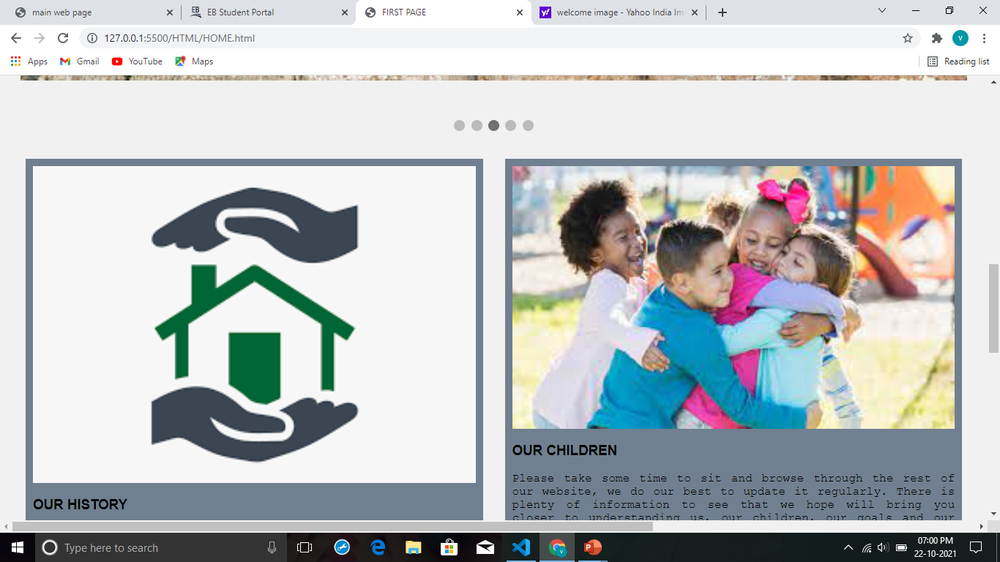 main web page
EB
EB Student Portal
FIRST PAGE
y!
welcome image - Yahoo India Im
127.0.0.1:5500/HTML/HOME.html
v
Apps
Gmail
YouTube
Maps
Reading list
OUR HISTORY
OUR CHILDREN
Please take some time to sit and browse through the rest of
our website, we do our best to update it regularly. There is
plenty of information to see that we hope will bring you
closer to understanding us, our children, our goals and our
Type here to search
07:00 PM
22-10-2021